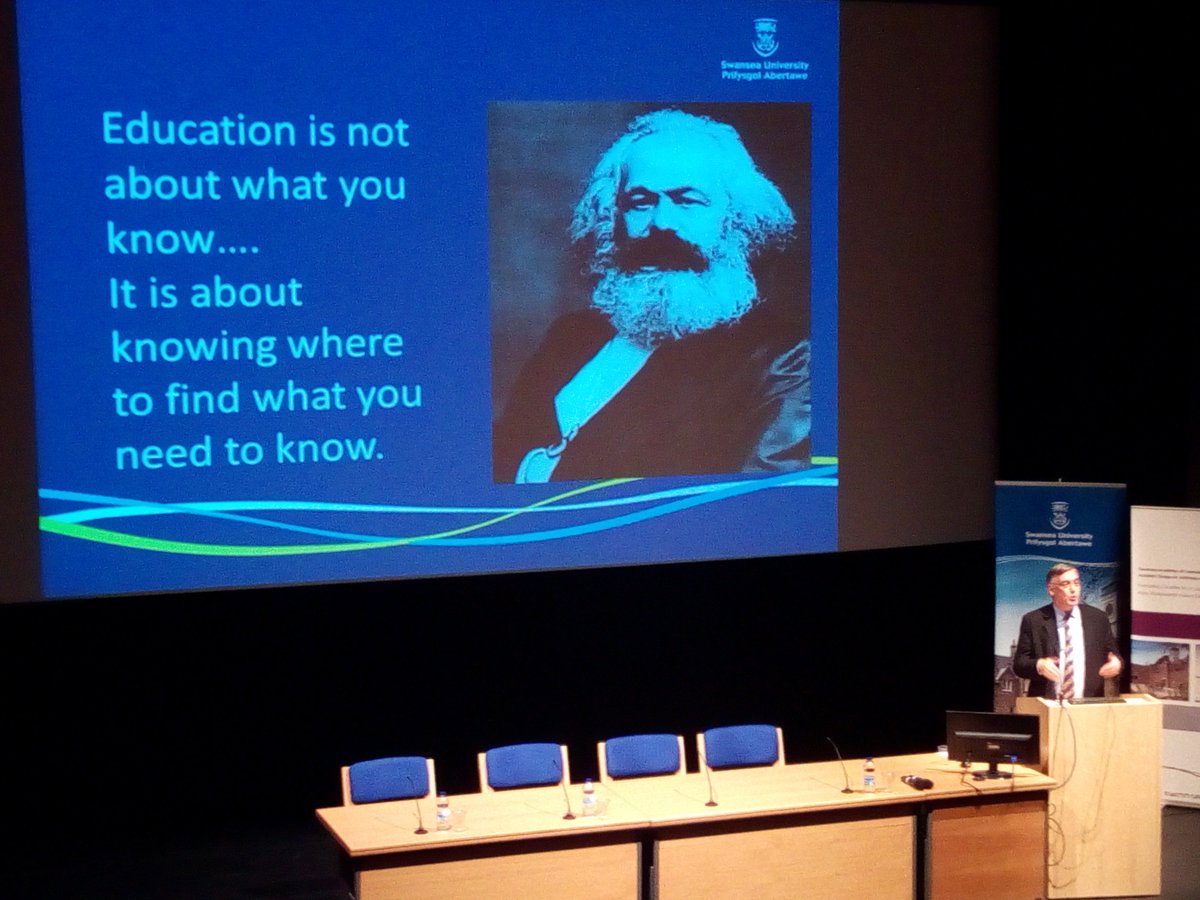 Swansea University
Prifysgol Abertawe
Education is not
about what you
know....
It is about
knowing where
to find what you
need to know.
Swansea University
Prifysgol Abertawe